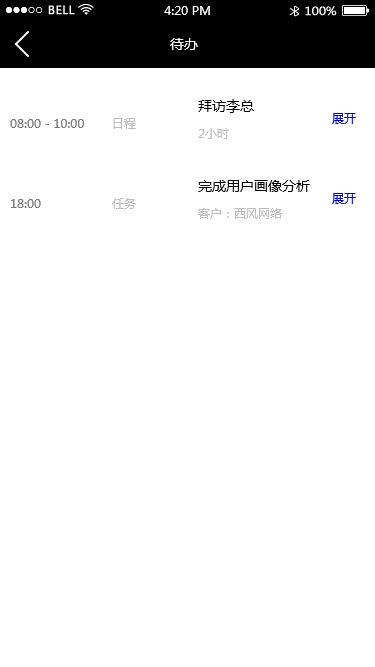 BELL 4:20 PM 100%
待办
08:00 - 10:00 日程 拜访李总 展开
2小时
18:00 任务 完成用户画像分析 展开
客户：西风网络